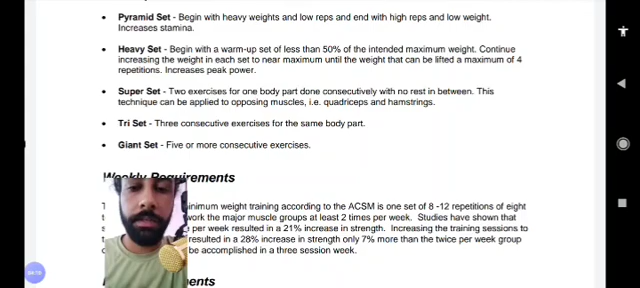 Pyramid Set - Begin with heavy weights and low reps and end with high reps and low weight.
Increases stamina.
Heavy Set - Begin with a warm-up set of less than 50% of the intended maximum weight. Continue
increasing the weight in each set to near maximum until the weight that can be lifted a maximum of 4
repetitions. Increases peak power.
Super Set - Two exercises for one body part done consecutively with no rest in between. This
technique can be applied to opposing muscles, i.e. quadriceps and hamstrings.
Tri Set - Three consecutive exercises for the same body part.
Giant Set - Five or more consecutive exercises.
Weekly Requirements
inimum weight training according to the ACSM is one set of 8 -12 repetitions of eight
work the major muscle groups at least 2 times per week. Studies have shown that
per week resulted in a 21% increase in strength. Increasing the training sessions to
resulted in a 28% increase in strength only 7% more than the twice per week group
be accomplished in a three session week.
ents